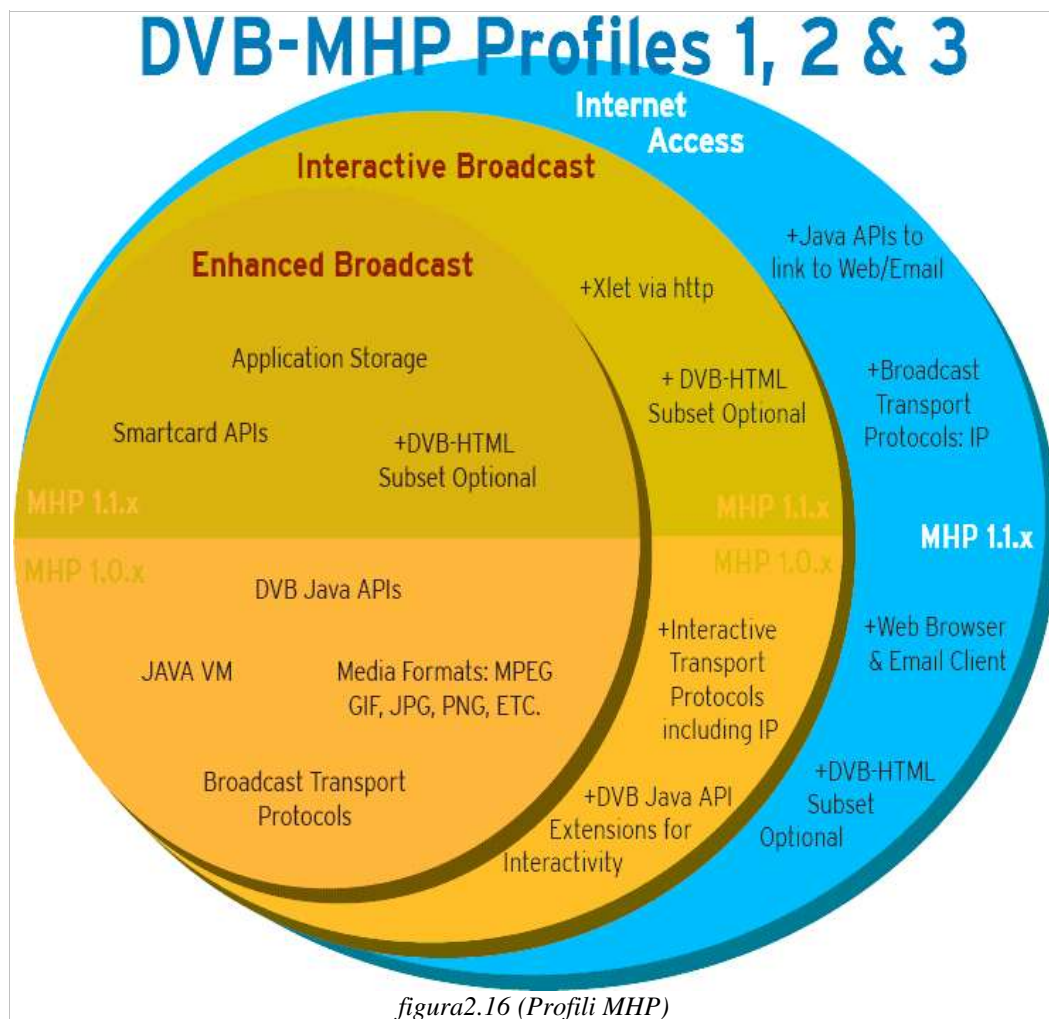 DVB-MHP Profiles 1, 2 & 3
Internet
Access
Interactive Broadcast
Enhanced Broadcast
+Java APIs to
link to Web/Email
+Xlet via http
Application Storage
+ DVB-HTML
Subset Optional
+Broadcast
Transport
Protocols: IP
Smartcard APIs
+DVB-HTML
Subset Optional
MHP 1.1.x
MHP 1.1.x
MHP 1.1.x
MHP 1.0.x
MHP 1.0.x
DVB Java APIs
+Interactive
Transport
Protocols
including IP
+Web Browser
& Email Client
JAVA VM
Media Formats: MPEG
GIF, JPG, PNG, ETC.
Broadcast Transport
Protocols
+DVB Java API
Extensions for
Interactivity
+DVB-HTML
Subset
Optional
figura2.16 (Profili MHP)